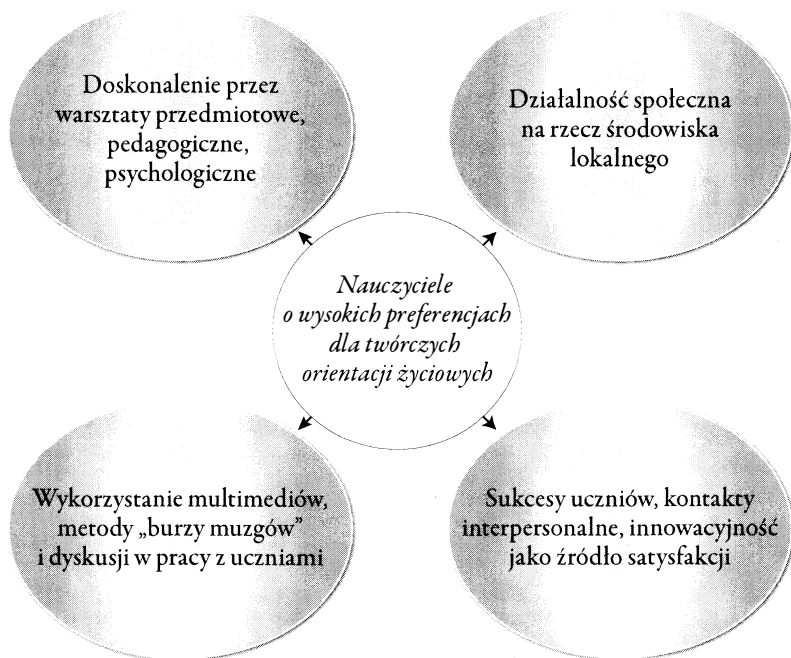 Doskonalenie przez
warsztaty przedmiotowe,
pedagogiczne,
psychologiczne
Działalność społeczna
na rzecz środowiska
lokalnego
Nauczyciele
o wysokich preferencjach
dla twórczych
orientacji życiowych
Wykorzystanie multimediów,
metody „burzy muzgów”
i dyskusji w pracy z uczniami
Sukcesy uczniów, kontakty
interpersonalne, innowacyjność
jako źródło satysfakcji